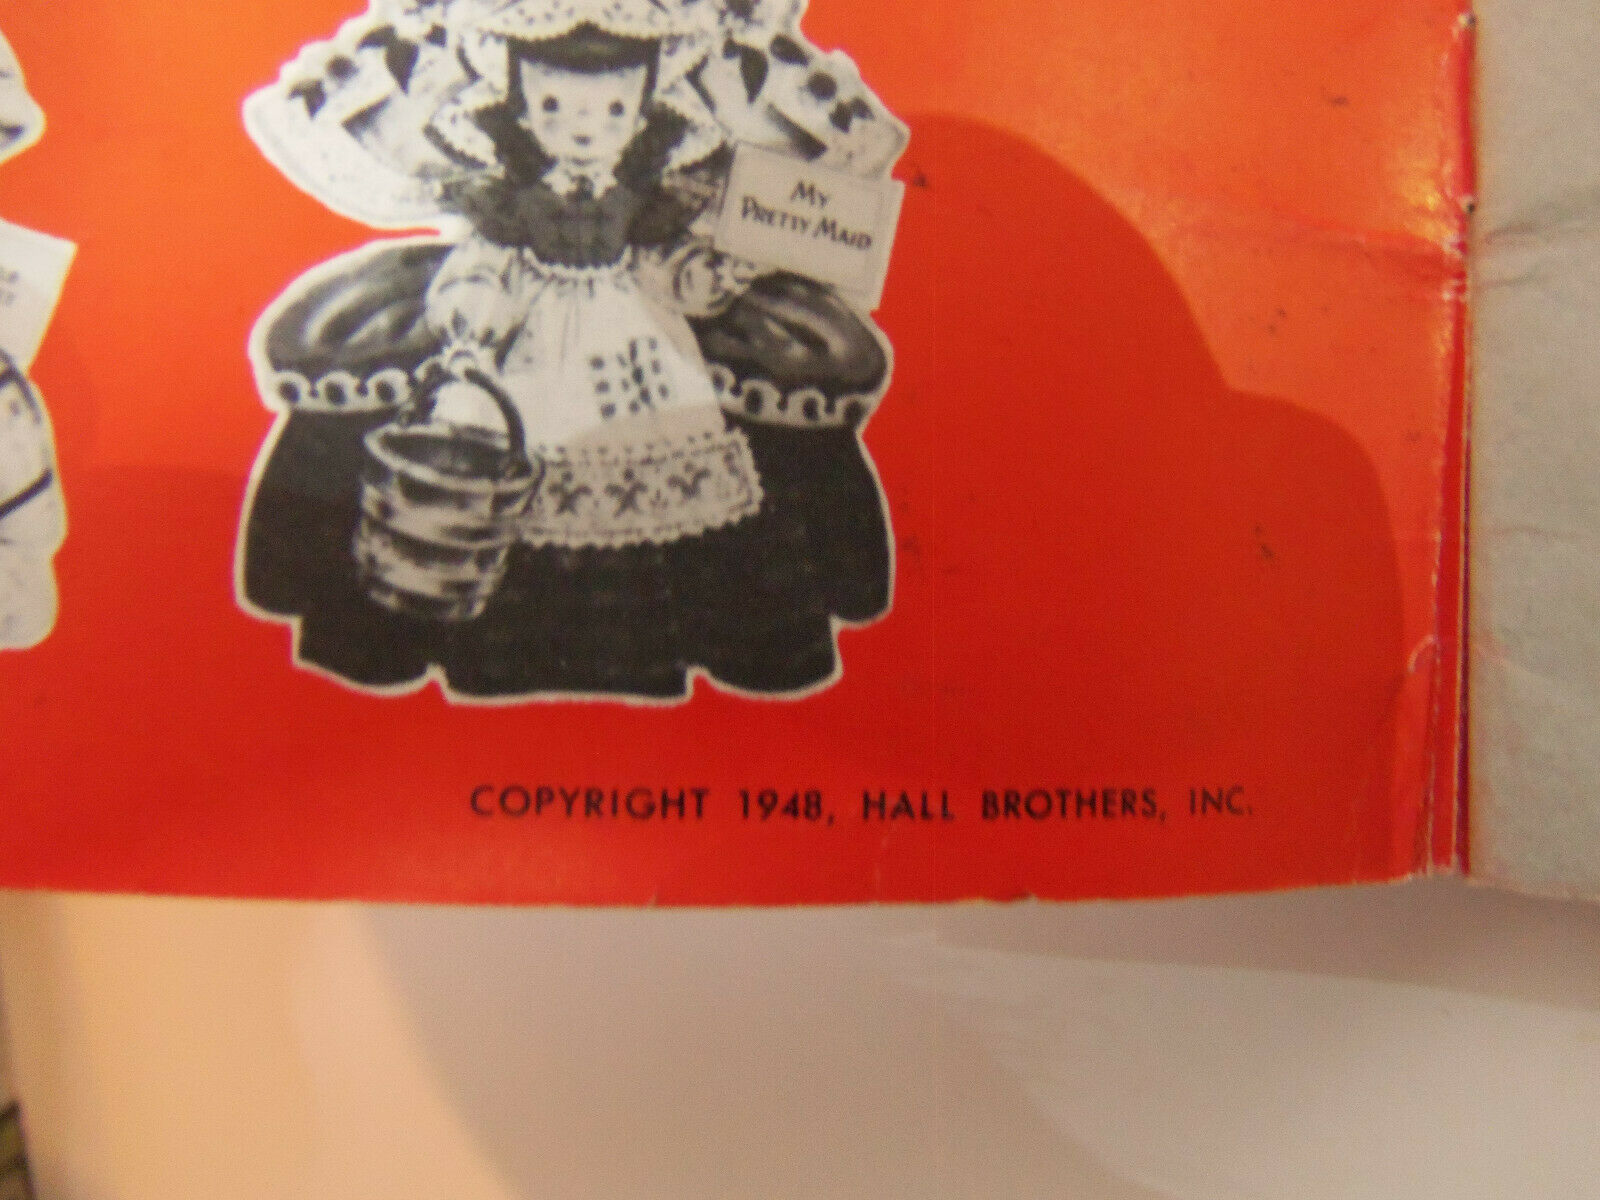 My
Pretty Maid
COPYRIGHT 1948, HALL BROTHERS, INC.